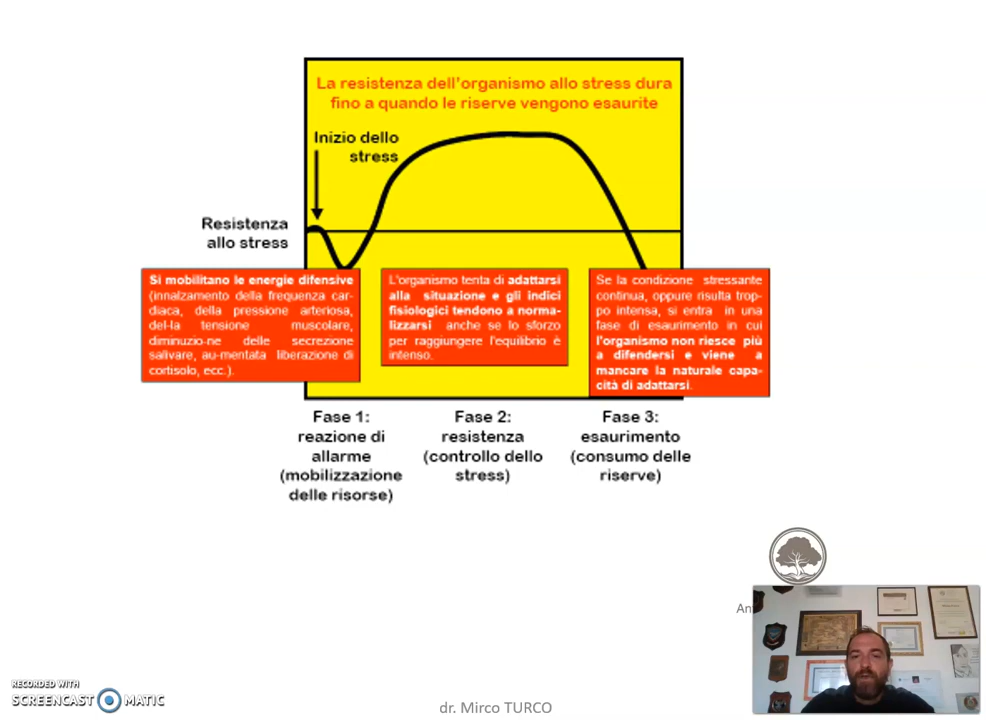 La resistenza dell'organismo allo stress dura
fino a quando le riserve vengono esaurite
Inizio dello
stress
Resistenza
allo stress
Si mobilitano le energie difensive
(innalzamento della frequenza car-
diaca, della pressione arteriosa,
del-la tensione muscolare,
diminuzio-ne delle secrezione
salivare, au-mentata liberazione di
cortisolo, ecc.).
L'organismo tenta di adattarsi
alla situazione e gli indici
fisiologici tendono a norma-
lizzarsi anche se lo sforzo
per raggiungere l'equilibrio è
intenso.
Se la condizione stressante
continua, oppure risulta trop-
po intensa, si entra in una
fase di esaurimento in cui
l'organismo non riesce più
a difendersi e viene a
mancare la naturale capa-
cità di adattarsi.
Fase 1:
reazione di
allarme
(mobilizzazione
delle risorse)
Fase 2:
resistenza
(controllo dello
stress)
Fase 3:
esaurimento
(consumo delle
riserve)
An
RECORDED WITH
SCREENCAST MATIC
dr. Mirco TURCO